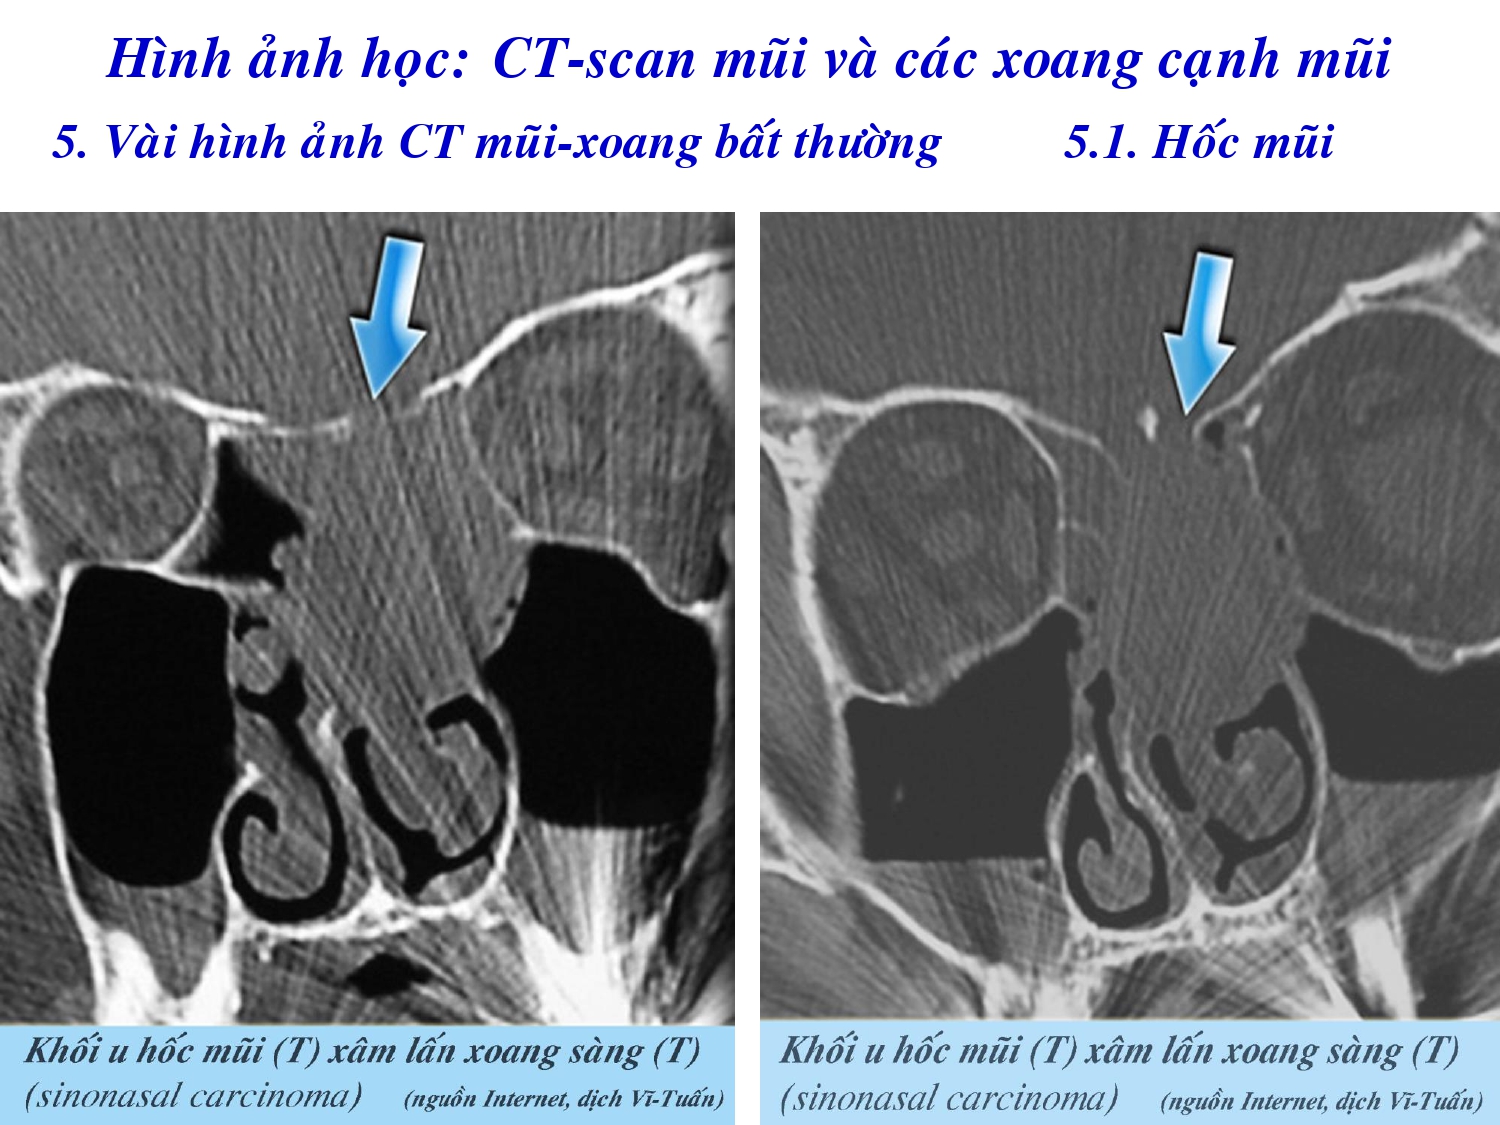 Hình ảnh học: CT-scan mũi và các xoang cạnh mũi
5. Vài hình ảnh CT mũi-xoang bất thường 5.1. Hốc mũi
Khối u hốc mũi (T) xâm lấn xoang sàng (T)
(sinonasal carcinoma) (nguồn Internet, dịch Vĩ-Tuấn)
Khối u hốc mũi (T) xâm lấn xoang sàng (T)
(sinonasal carcinoma) (nguồn Internet, dịch Vĩ-Tuấn)